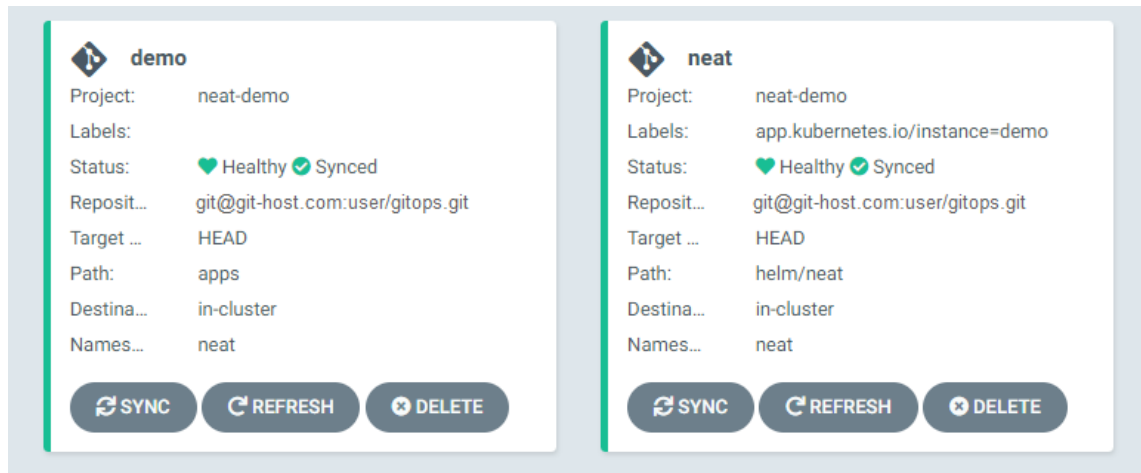 demo
Project: neat-demo
Labels:
Status: Healthy Synced
Reposit... git@git-host.com:user/gitops.git
Target ... HEAD
Path: apps
Destina... in-cluster
Names... neat
SYNC REFRESH DELETE
neat
Project: neat-demo
Labels: app.kubernetes.io/instance=demo
Status: Healthy Synced
Reposit... git@git-host.com:user/gitops.git
Target ... HEAD
Path: helm/neat
Destina... in-cluster
Names... neat
SYNC REFRESH DELETE